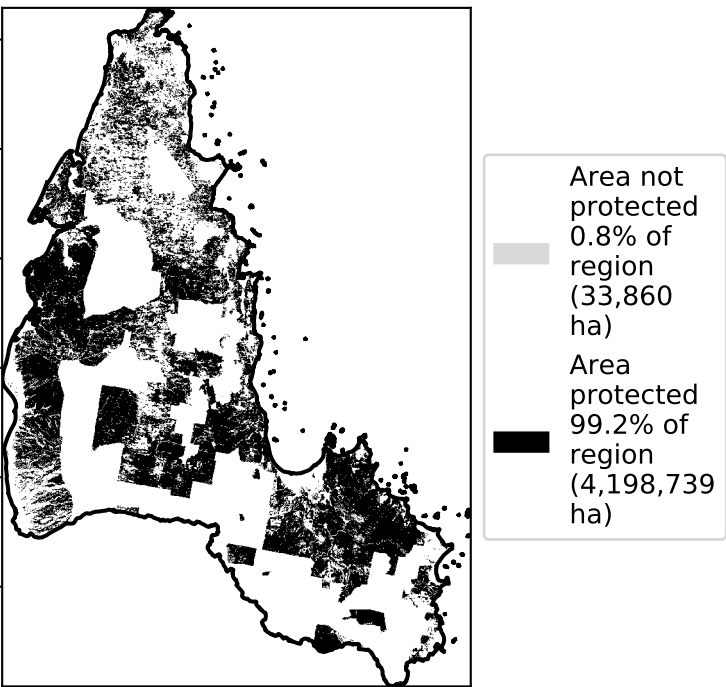 Area not
protected
0.8% of
region
(33,860
ha)
Area
protected
99.2% of
region
(4,198,739
ha)